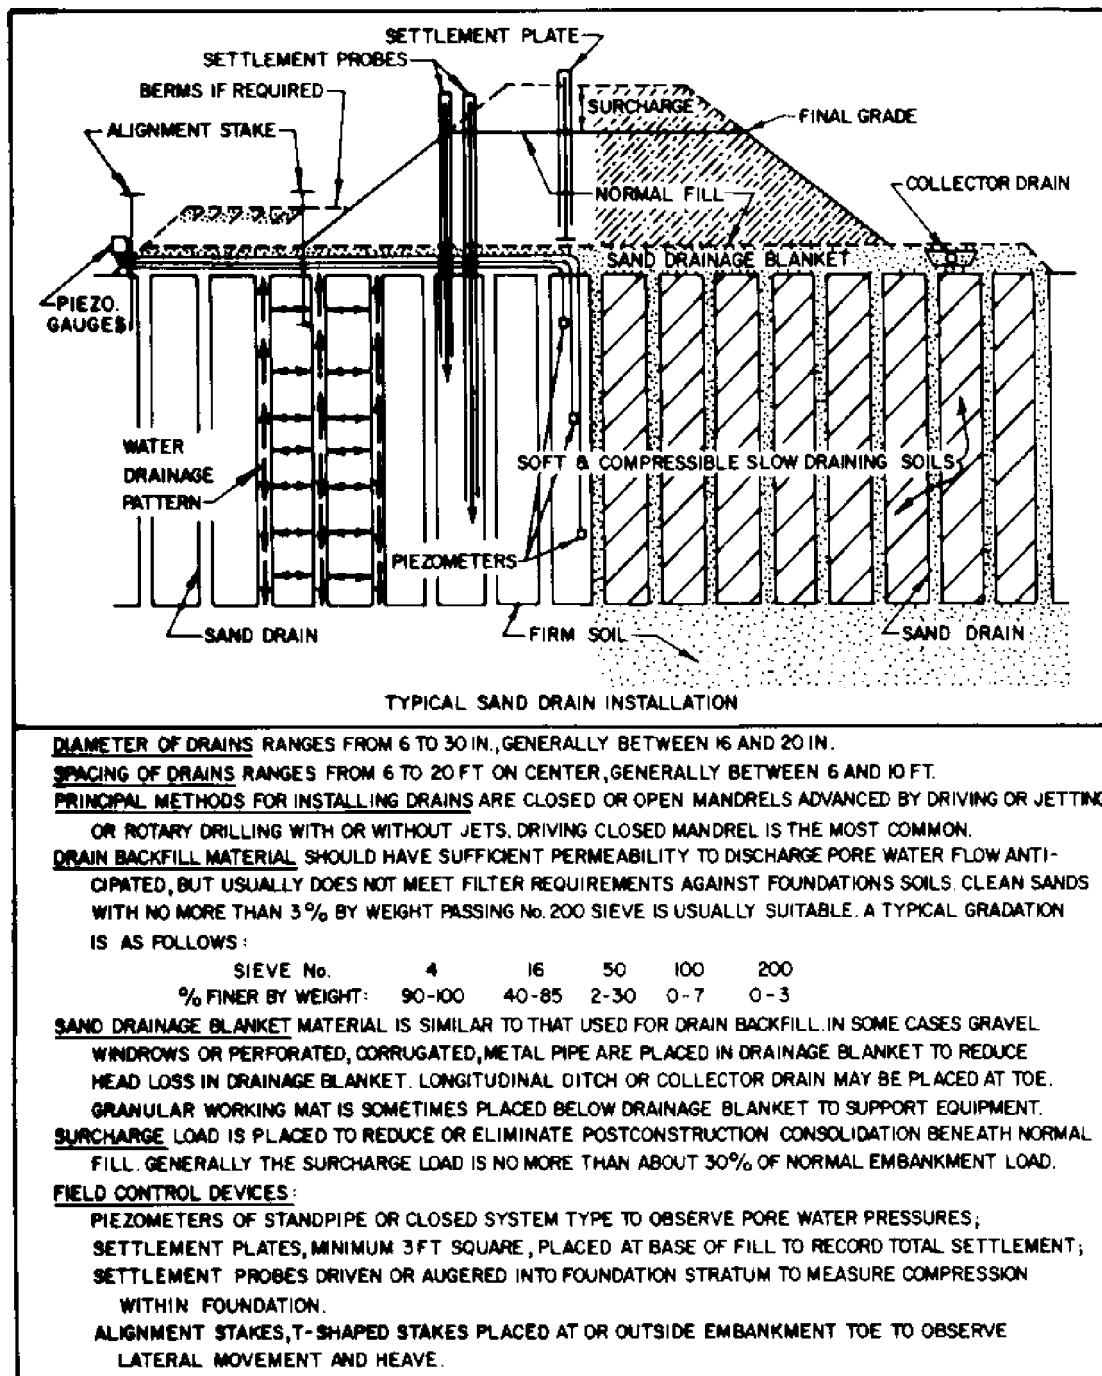 SETTLEMENT PLATE
SETTLEMENT PROBES
BERMS IF REQUIRED
SURCHARGE
FINAL GRADE
ALIGNMENT STAKE
NORMAL FILL
COLLECTOR DRAIN
SAND DRAINAGE BLANKET
PIEZO.
GAUGES
WATER
DRAINAGE
PATTERN
SOFT & COMPRESSIBLE SLOW DRAINING SOILS
PIEZOMETERS
SAND DRAIN
FIRM SOIL
SAND DRAIN
TYPICAL SAND DRAIN INSTALLATION
DIAMETER OF DRAINS RANGES FROM 6 TO 30 IN., GENERALLY BETWEEN 16 AND 20 IN.
SPACING OF DRAINS RANGES FROM 6 TO 20 FT ON CENTER, GENERALLY BETWEEN 6 AND 10 FT.
PRINCIPAL METHODS FOR INSTALLING DRAINS ARE CLOSED OR OPEN MANDRELS ADVANCED BY DRIVING OR JETTING
OR ROTARY DRILLING WITH OR WITHOUT JETS. DRIVING CLOSED MANDREL IS THE MOST COMMON.
DRAIN BACKFILL MATERIAL SHOULD HAVE SUFFICIENT PERMEABILITY TO DISCHARGE PORE WATER FLOW ANTI-
CIPATED, BUT USUALLY DOES NOT MEET FILTER REQUIREMENTS AGAINST FOUNDATIONS SOILS. CLEAN SANDS
WITH NO MORE THAN 3% BY WEIGHT PASSING No. 200 SIEVE IS USUALLY SUITABLE. A TYPICAL GRADATION
IS AS FOLLOWS:
SIEVE No. 4 16 50 100 200
% FINER BY WEIGHT: 90-100 40-85 2-30 0-7 0-3
SAND DRAINAGE BLANKET MATERIAL IS SIMILAR TO THAT USED FOR DRAIN BACKFILL. IN SOME CASES GRAVEL
WINDROWS OR PERFORATED, CORRUGATED, METAL PIPE ARE PLACED IN DRAINAGE BLANKET TO REDUCE
HEAD LOSS IN DRAINAGE BLANKET. LONGITUDINAL DITCH OR COLLECTOR DRAIN MAY BE PLACED AT TOE.
GRANULAR WORKING MAT IS SOMETIMES PLACED BELOW DRAINAGE BLANKET TO SUPPORT EQUIPMENT.
SURCHARGE LOAD IS PLACED TO REDUCE OR ELIMINATE POSTCONSTRUCTION CONSOLIDATION BENEATH NORMAL
FILL. GENERALLY THE SURCHARGE LOAD IS NO MORE THAN ABOUT 30% OF NORMAL EMBANKMENT LOAD.
FIELD CONTROL DEVICES:
PIEZOMETERS OF STANDPIPE OR CLOSED SYSTEM TYPE TO OBSERVE PORE WATER PRESSURES;
SETTLEMENT PLATES, MINIMUM 3 FT SQUARE, PLACED AT BASE OF FILL TO RECORD TOTAL SETTLEMENT;
SETTLEMENT PROBES DRIVEN OR AUGERED INTO FOUNDATION STRATUM TO MEASURE COMPRESSION
WITHIN FOUNDATION.
ALIGNMENT STAKES, T-SHAPED STAKES PLACED AT OR OUTSIDE EMBANKMENT TOE TO OBSERVE
LATERAL MOVEMENT AND HEAVE.